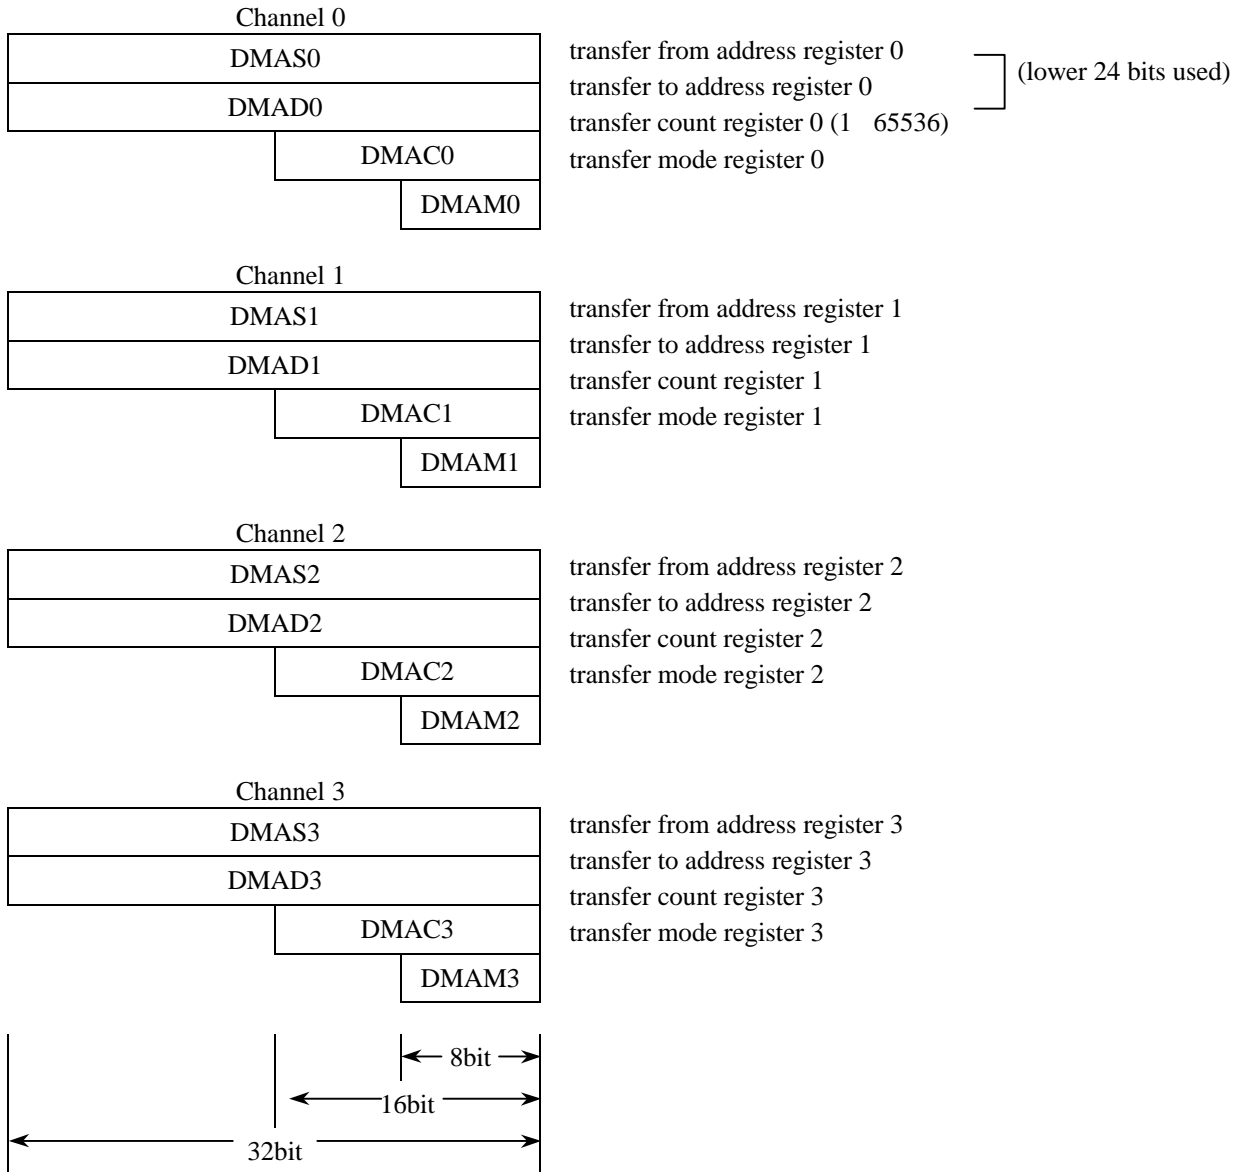 Channel 0
DMAS0
transfer from address register 0
(lower 24 bits used)
DMAD0
transfer to address register 0
transfer count register 0 (1 65536)
DMAC0
transfer mode register 0
DMAM0
Channel 1
DMAS1
transfer from address register 1
DMAD1
transfer to address register 1
transfer count register 1
DMAC1
transfer mode register 1
DMAM1
Channel 2
DMAS2
transfer from address register 2
DMAD2
transfer to address register 2
transfer count register 2
DMAC2
transfer mode register 2
DMAM2
Channel 3
DMAS3
transfer from address register 3
DMAD3
transfer to address register 3
transfer count register 3
DMAC3
transfer mode register 3
DMAM3
8bit
16bit
32bit